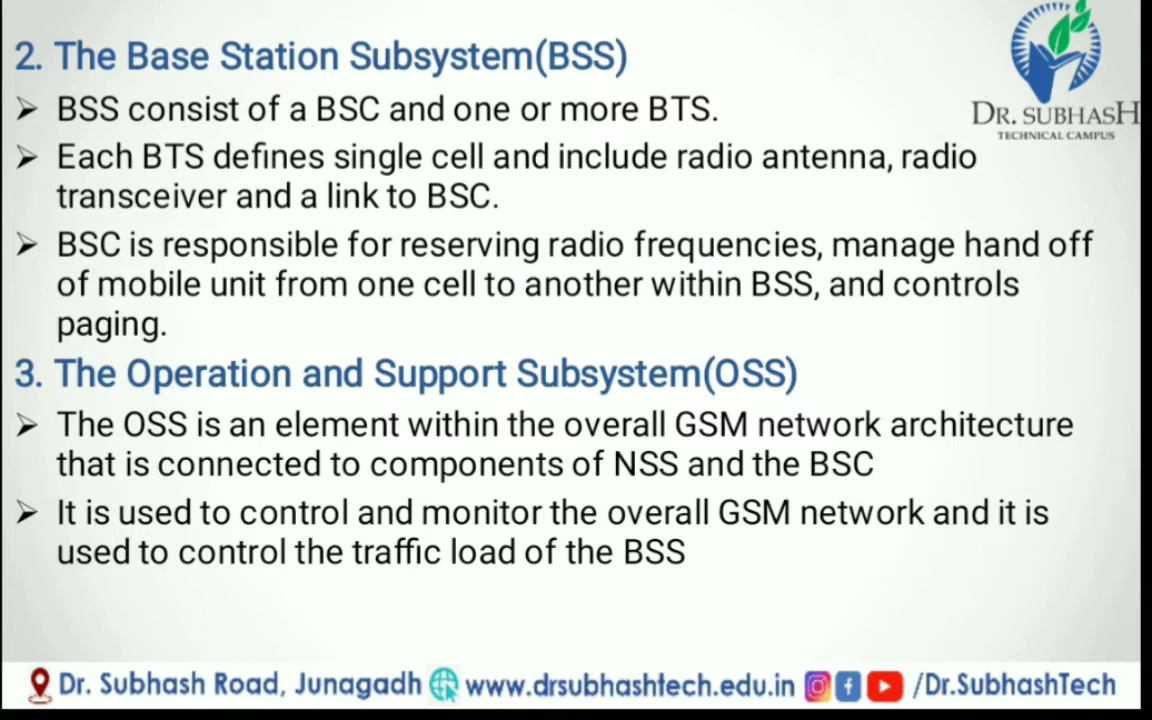 2. The Base Station Subsystem(BSS)
➢ BSS consist of a BSC and one or more BTS.
➢ Each BTS defines single cell and include radio antenna, radio
transceiver and a link to BSC.
➢ BSC is responsible for reserving radio frequencies, manage hand off
of mobile unit from one cell to another within BSS, and controls
paging.
3. The Operation and Support Subsystem(OSS)
➢ The OSS is an element within the overall GSM network architecture
that is connected to components of NSS and the BSC
➢ It is used to control and monitor the overall GSM network and it is
used to control the traffic load of the BSS
DR. SUBHASH
TECHNICAL CAMPUS
Dr. Subhash Road, Junagadh www.drsubhashtech.edu.in /Dr.SubhashTech